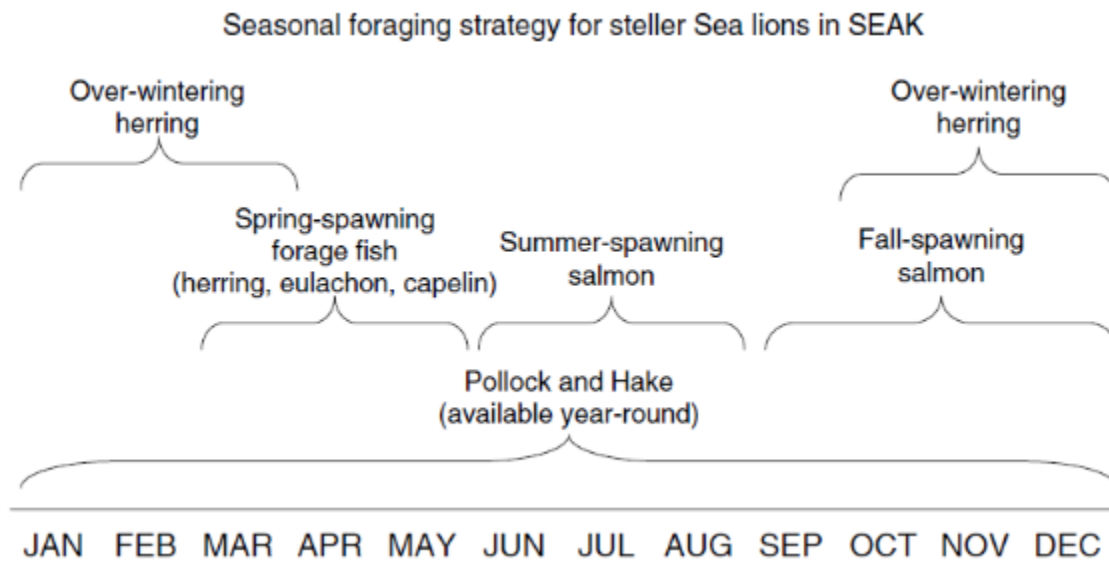 Seasonal foraging strategy for steller Sea lions in SEAK
Over-wintering
herring
Over-wintering
herring
Spring-spawning
forage fish
(herring, eulachon, capelin)
Summer-spawning
salmon
Fall-spawning
salmon
Pollock and Hake
(available year-round)
JAN FEB MAR APR MAY JUN JUL AUG SEP OCT NOV DEC